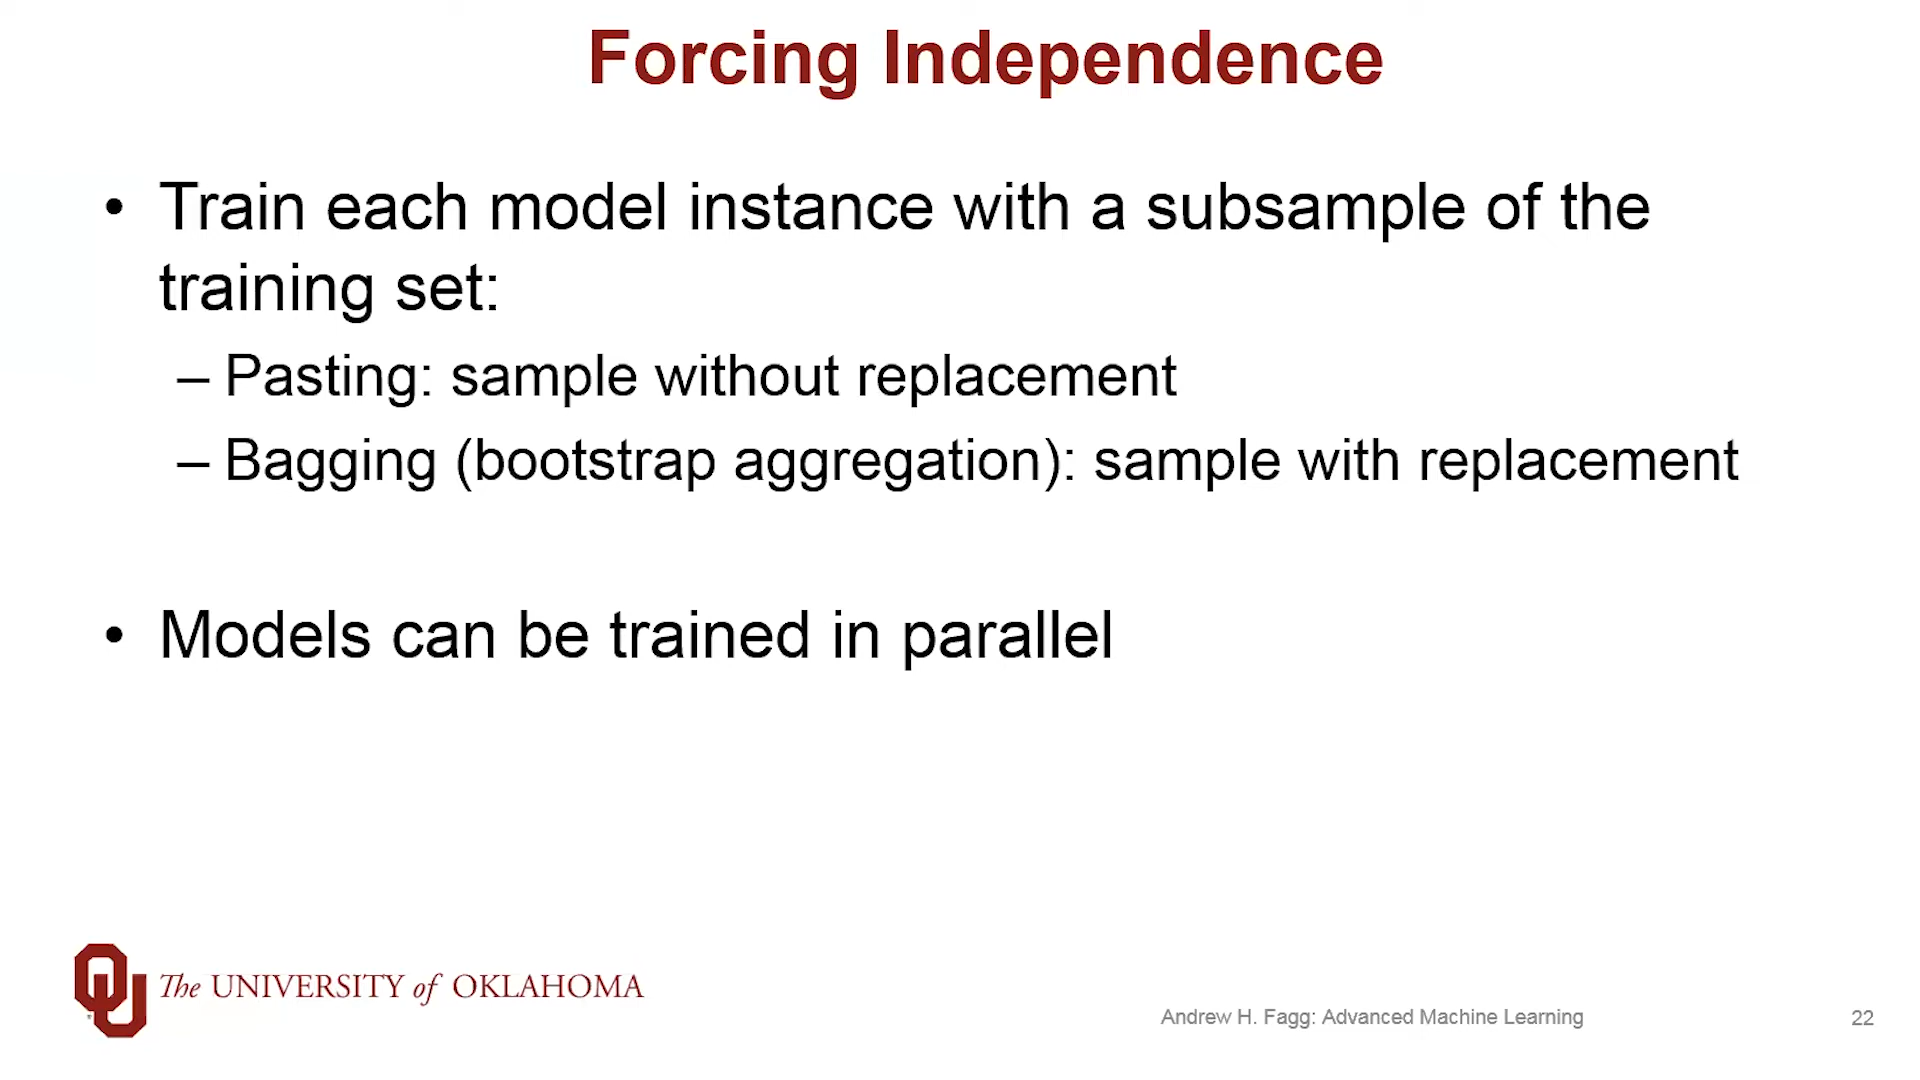 Forcing Independence
• Train each model instance with a subsample of the
training set:
– Pasting: sample without replacement
– Bagging (bootstrap aggregation): sample with replacement
• Models can be trained in parallel
The UNIVERSITY of OKLAHOMA
Andrew H. Fagg: Advanced Machine Learning
22